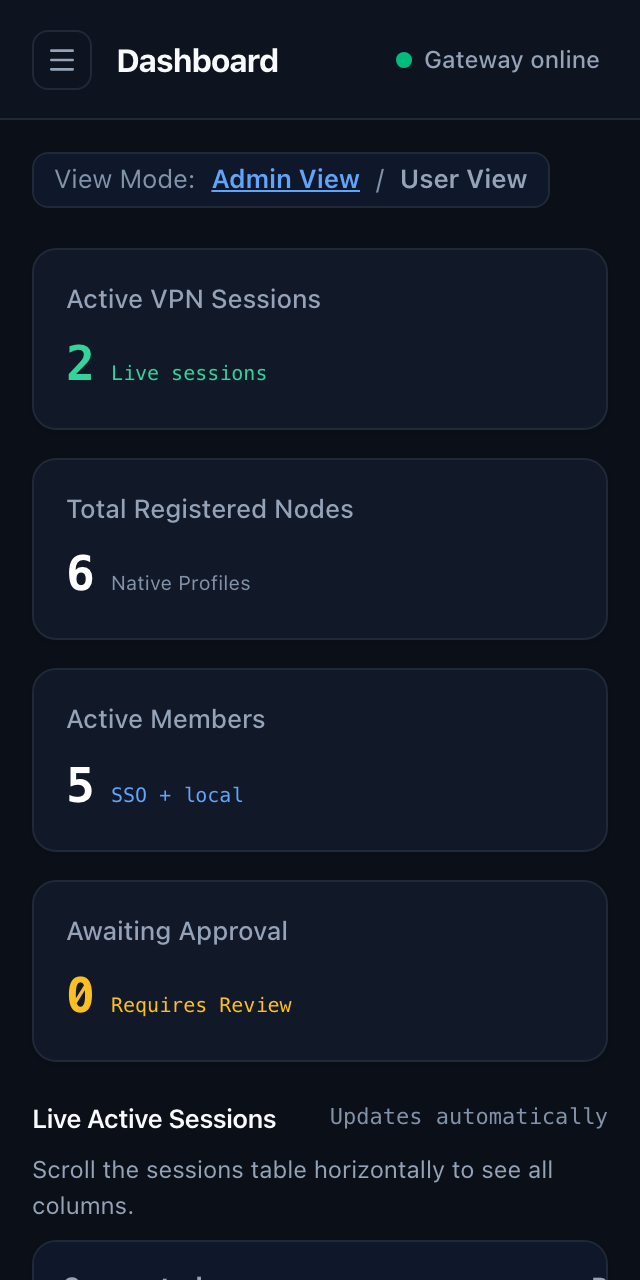 Dashboard
Gateway online
View Mode: Admin View / User View
Active VPN Sessions
2 Live sessions
Total Registered Nodes
6 Native Profiles
Active Members
5 SSO + local
Awaiting Approval
0 Requires Review
Live Active Sessions
Updates automatically
Scroll the sessions table horizontally to see all
columns.